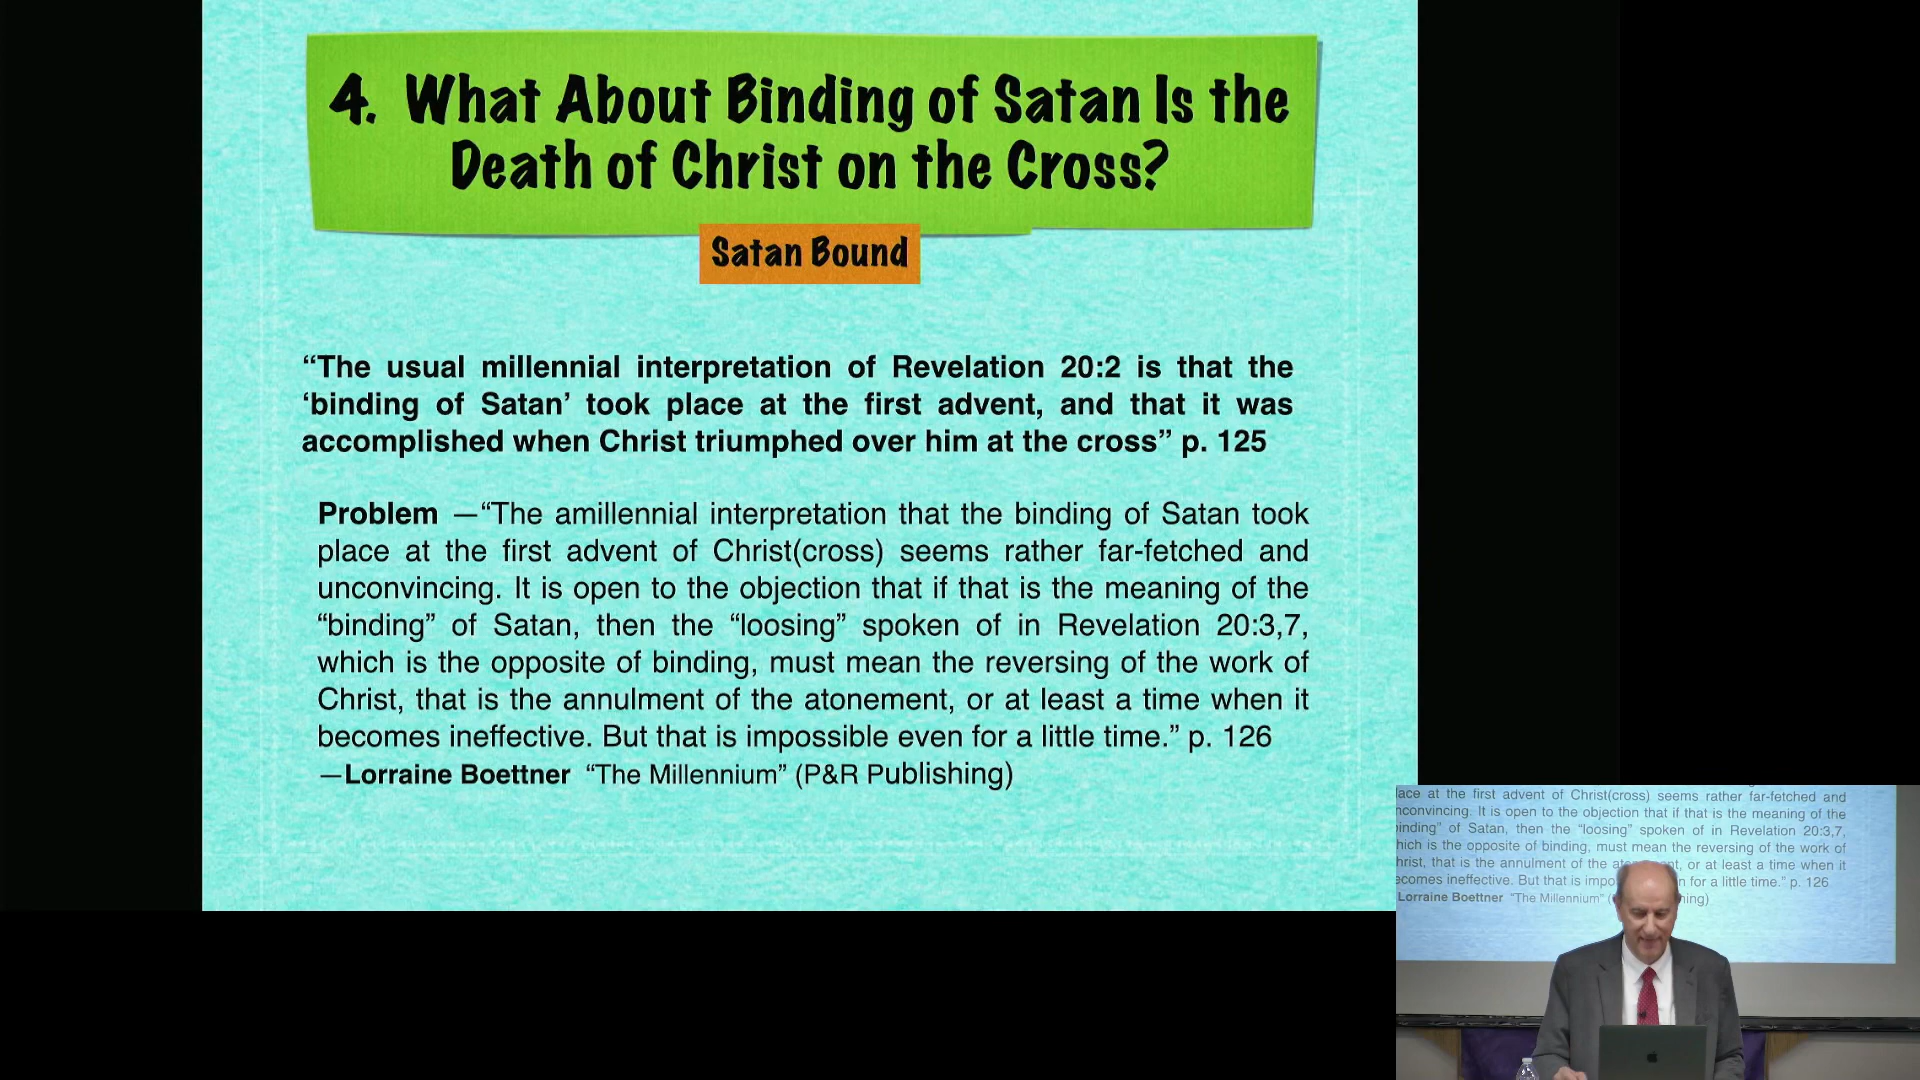 4. What About Binding of Satan Is the
Death of Christ on the Cross?
Satan Bound
“The usual millennial interpretation of Revelation 20:2 is that the
‘binding of Satan’ took place at the first advent, and that it was
accomplished when Christ triumphed over him at the cross” p. 125
Problem —“The amillennial interpretation that the binding of Satan took
place at the first advent of Christ(cross) seems rather far-fetched and
unconvincing. It is open to the objection that if that is the meaning of the
“binding” of Satan, then the “loosing” spoken of in Revelation 20:3,7,
which is the opposite of binding, must mean the reversing of the work of
Christ, that is the annulment of the atonement, or at least a time when it
becomes ineffective. But that is impossible even for a little time.” p. 126
—Lorraine Boettner “The Millennium” (P&R Publishing)
lace at the first advent of Christ(cross) seems rather far-fetched and
nconvincing. It is open to the objection that if that is the meaning of the
inding” of Satan, then the “loosing” spoken of in Revelation 20:3,7,
hich is the opposite of binding, must mean the reversing of the work of
hrist, that is the annulment of the at nt, or at least a time when it
ecomes ineffective. But that is impo n for a little time.” p. 126
Lorraine Boettner “The Millennium” ( hing)